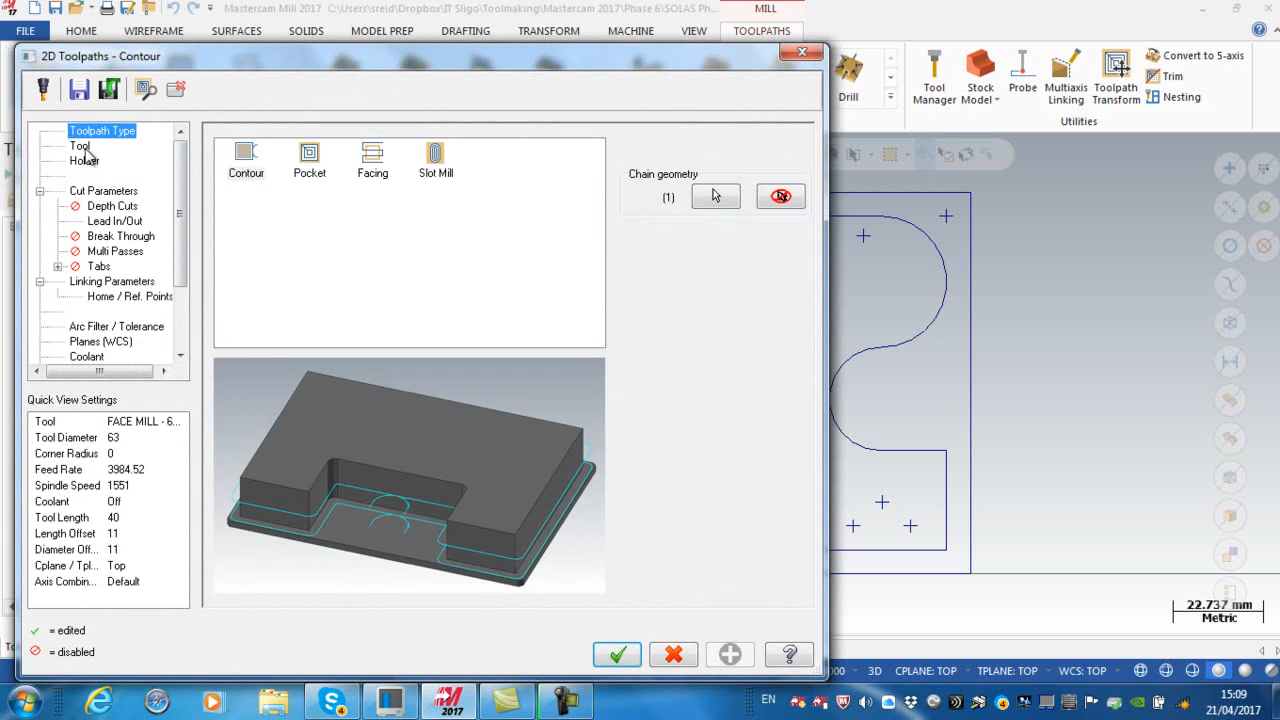 Mastercam Mill 2017 C:\Users\sreid\Dropbox\IT Sligo\Toolmaking\Mastercam 2017\Phase 6\SOLAS Ph...
MILL
FILE HOME WIREFRAME SURFACES SOLIDS MODEL PREP DRAFTING TRANSFORM MACHINE VIEW TOOLPATHS
2D Toolpaths - Contour
Drill
Tool Manager
Stock Model
Probe
Multiaxis Linking
Toolpath Transform
Convert to 5-axis
Trim
Nesting
Utilities
Toolpath Type
Tool
Holder
Cut Parameters
Depth Cuts
Lead In/Out
Break Through
Multi Passes
Tabs
Linking Parameters
Home / Ref. Points
Arc Filter / Tolerance
Planes (WCS)
Coolant
Contour Pocket Facing Slot Mill
Chain geometry
(1)
Quick View Settings
Tool FACE MILL - 6...
Tool Diameter 63
Corner Radius 0
Feed Rate 3984.52
Spindle Speed 1551
Coolant Off
Tool Length 40
Length Offset 11
Diameter Off... 11
Cplane / Tpl... Top
Axis Combin... Default
= edited
= disabled
22.737 mm
Metric
3D CPLANE: TOP TPLANE: TOP WCS: TOP
2017
EN
15:09
21/04/2017